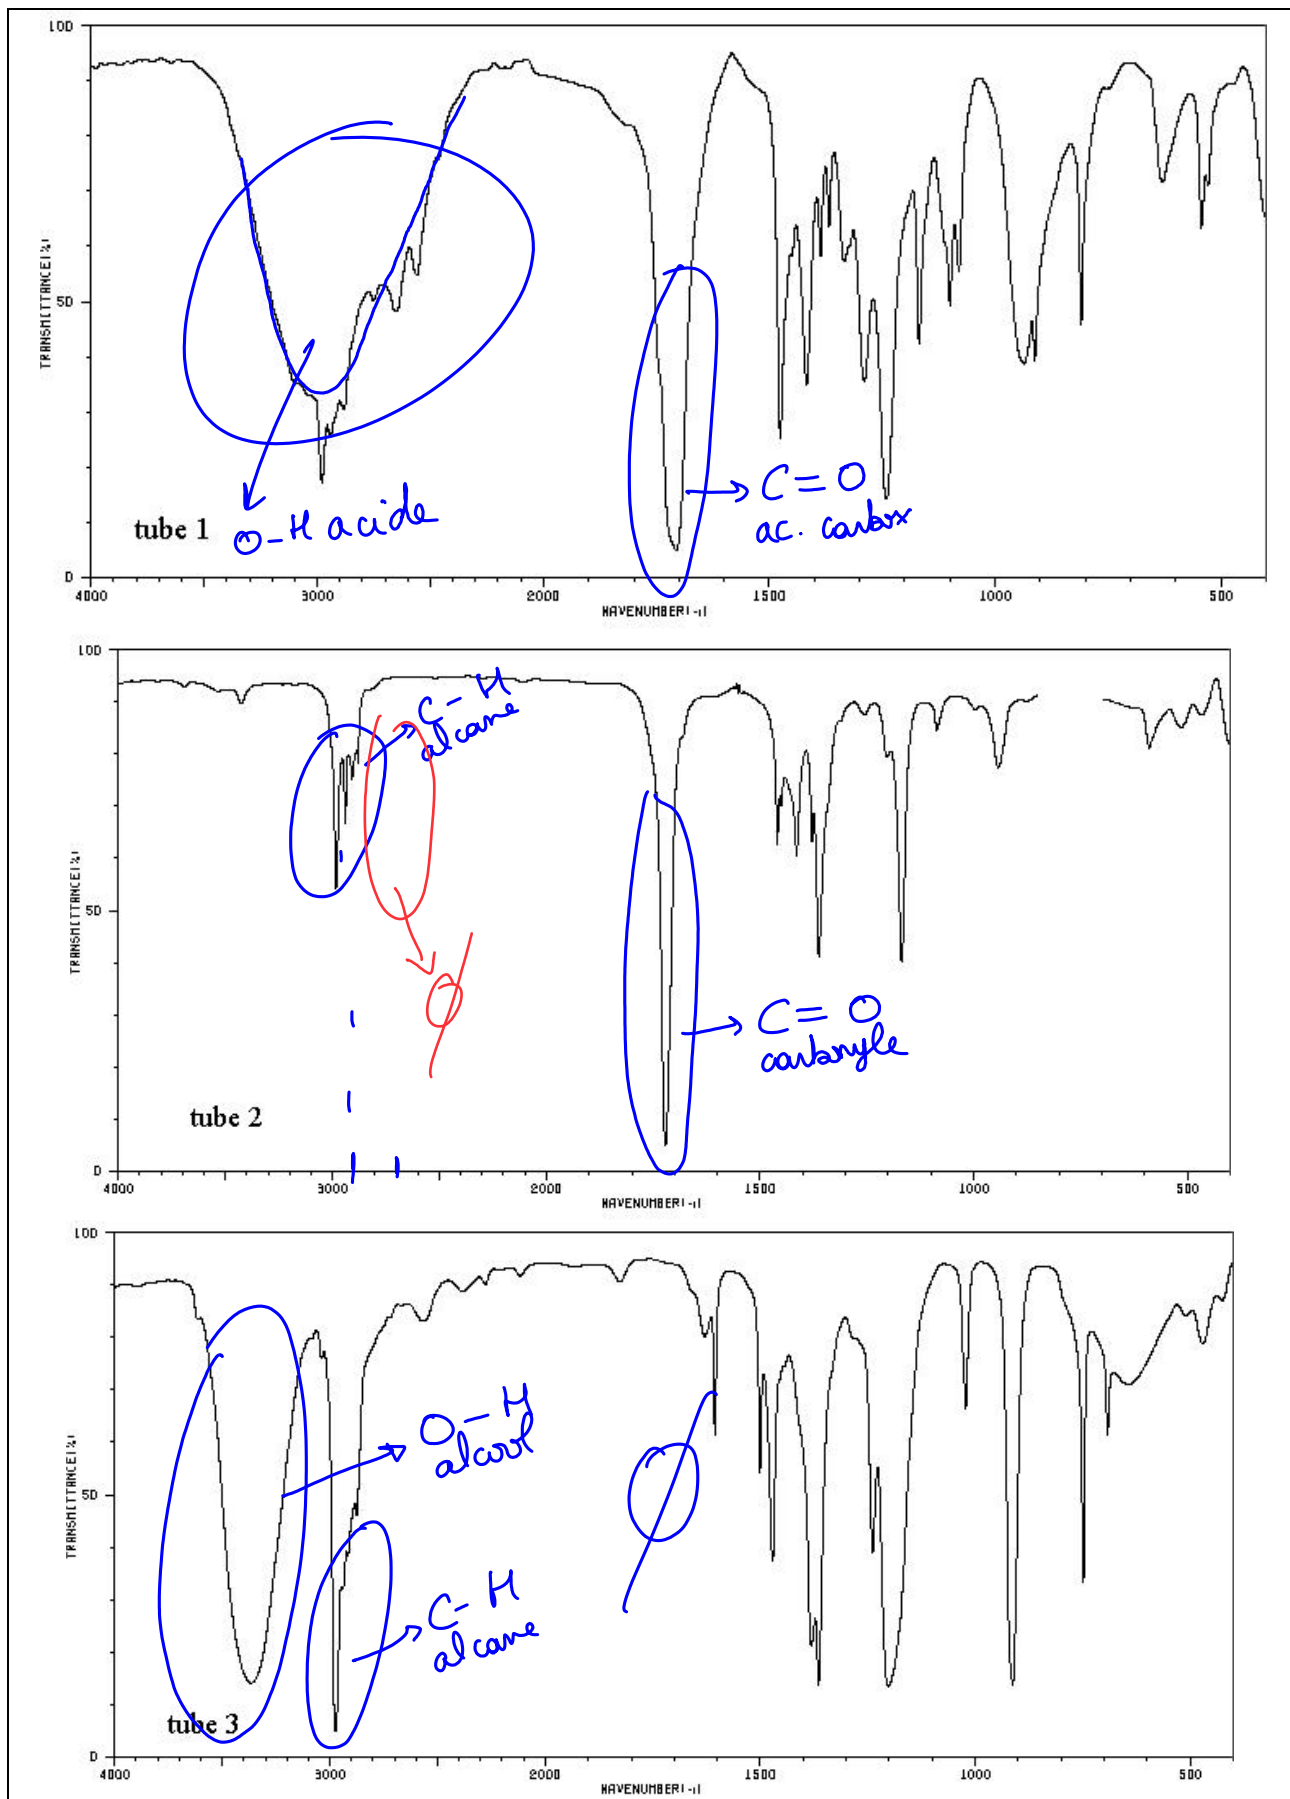 100
50
0
TRANSMITTANCE(%)
C=O
ac. carbox
O-H acide
tube 1
4000 3000 2000 1500 1000 500
WAVENUMBER(-1)
100
C-H
alcane
50
0
TRANSMITTANCE(%)
Ø
C=O
carbonyle
tube 2
4000 3000 2000 1500 1000 500
WAVENUMBER(-1)
100
50
0
TRANSMITTANCE(%)
O-H
alcool
Ø
C-H
alcane
tube 3
4000 3000 2000 1500 1000 500
WAVENUMBER(-1)